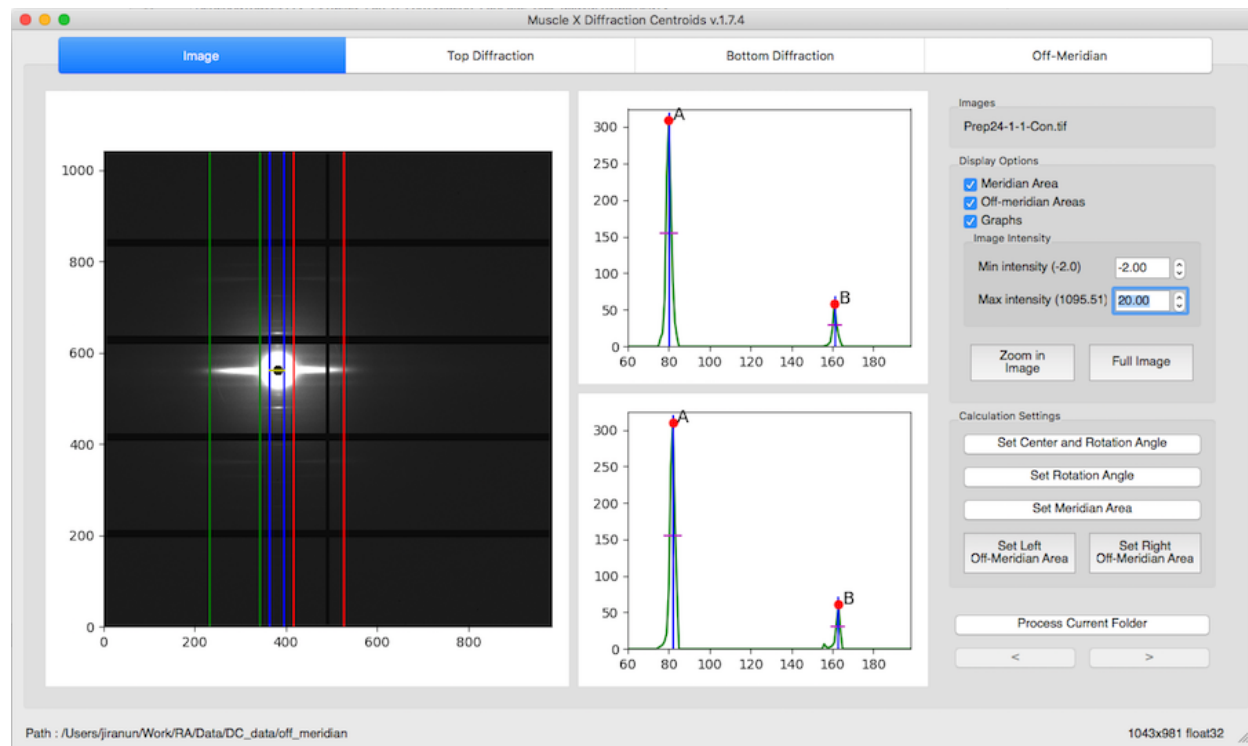 Muscle X Diffraction Centroids v.1.7.4
Image
Top Diffraction
Bottom Diffraction
Off-Meridian
1000
800
600
400
200
0
0 200 400 600 800
A
B
300
250
200
150
100
50
0
60 80 100 120 140 160 180
A
B
300
250
200
150
100
50
0
60 80 100 120 140 160 180
Images
Prep24-1-1-Con.tif
Display Options
Meridian Area
Off-meridian Areas
Graphs
Image Intensity
Min intensity (-2.0) -2.00
Max intensity (1095.51) 20.00
Zoom in
Image
Full Image
Calculation Settings
Set Center and Rotation Angle
Set Rotation Angle
Set Meridian Area
Set Left
Off-Meridian Area
Set Right
Off-Meridian Area
Process Current Folder
< >
Path : /Users/jiranun/Work/RA/Data/DC_data/off_meridian
1043x981 float32